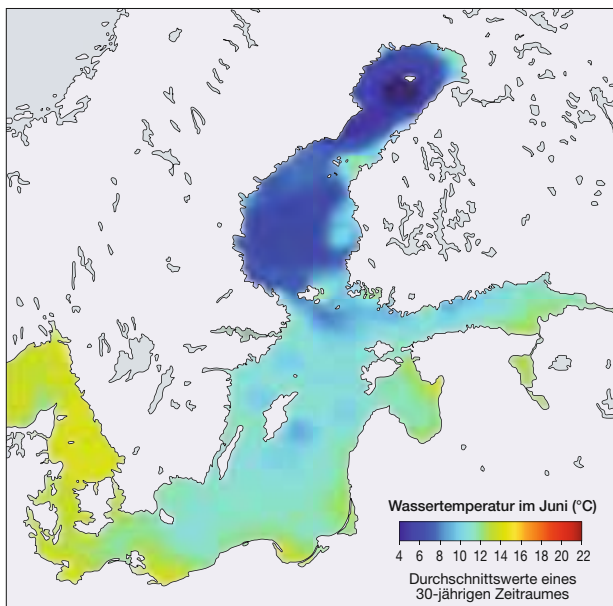 Wassertemperatur im Juni (°C)
4 6 8 10 12 14 16 18 20 22
Durchschnittswerte eines
30-jährigen Zeitraumes